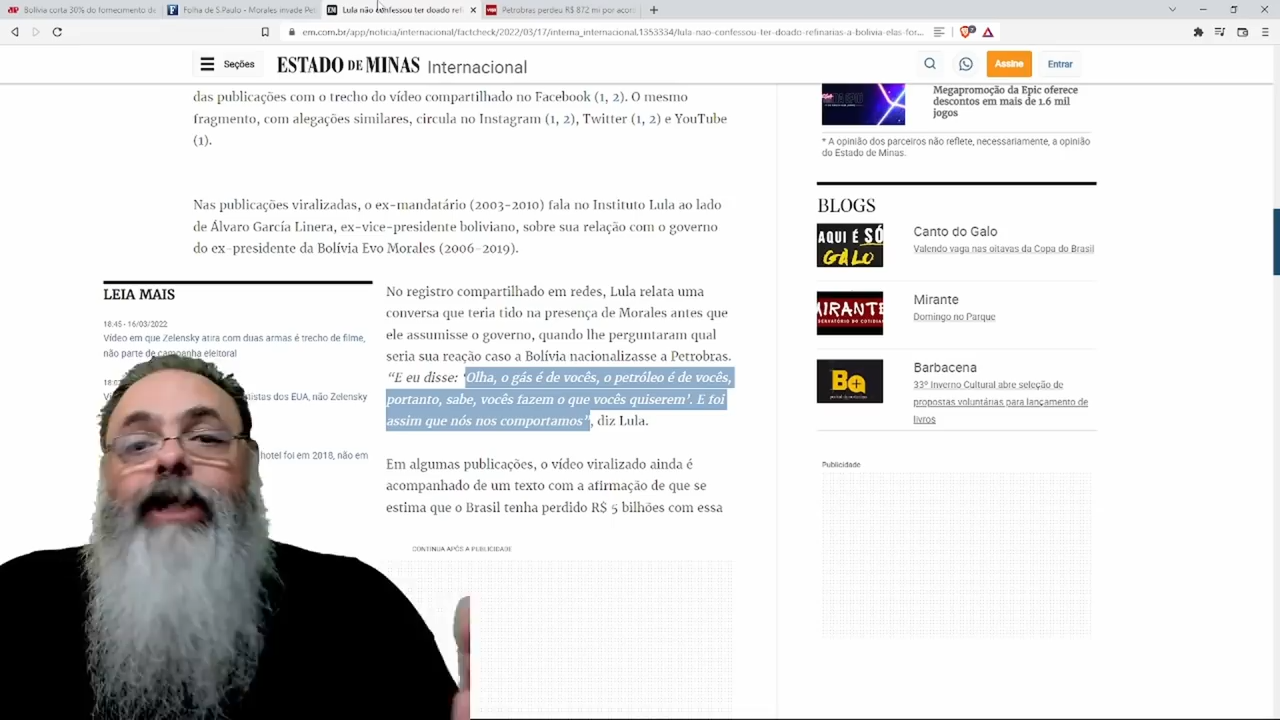 Bolívia corta 30% do fornecimento de
Folha de S.Paulo - Morales invade Pet
Lula não confessou ter doado refi
Petrobras perdeu R$ 872 mi por acor
em.com.br/app/noticia/internacional/factcheck/2022/03/17/interna_internacional,1353334/lula-nao-confessou-ter-doado-refinarias-a-bolivia-elas-for...
Seções
ESTADO DE MINAS Internacional
Assine
Entrar
das publicações com o trecho do vídeo compartilhado no Facebook (1, 2). O mesmo
fragmento, com alegações similares, circula no Instagram (1, 2), Twitter (1, 2) e YouTube
(1).
Nas publicações viralizadas, o ex-mandatário (2003-2010) fala no Instituto Lula ao lado
de Álvaro García Linera, ex-vice-presidente boliviano, sobre sua relação com o governo
do ex-presidente da Bolívia Evo Morales (2006-2019).
LEIA MAIS
18:45 - 16/03/2022
Vídeo em que Zelensky atira com duas armas é trecho de filme,
não parte de campanha eleitoral
istas dos EUA, não Zelensky
hotel foi em 2018, não em
No registro compartilhado em redes, Lula relata uma
conversa que teria tido na presença de Morales antes que
ele assumisse o governo, quando lhe perguntaram qual
seria sua reação caso a Bolívia nacionalizasse a Petrobras.
“E eu disse: ‘Olha, o gás é de vocês, o petróleo é de vocês,
portanto, sabe, vocês fazem o que vocês quiserem’. E foi
assim que nós nos comportamos”, diz Lula.
Em algumas publicações, o vídeo viralizado ainda é
acompanhado de um texto com a afirmação de que se
estima que o Brasil tenha perdido R$ 5 bilhões com essa
CONTINUA APÓS A PUBLICIDADE
Megapromoção da Epic oferece
descontos em mais de 1.6 mil
jogos
* A opinião dos parceiros não reflete, necessariamente, a opinião
do Estado de Minas.
BLOGS
AQUI É SÓ
GALO
Canto do Galo
Valendo vaga nas oitavas da Copa do Brasil
MIRANTE
Mirante
Domingo no Parque
Ba
Barbacena
33º Inverno Cultural abre seleção de
propostas voluntárias para lançamento de
livros
Publicidade